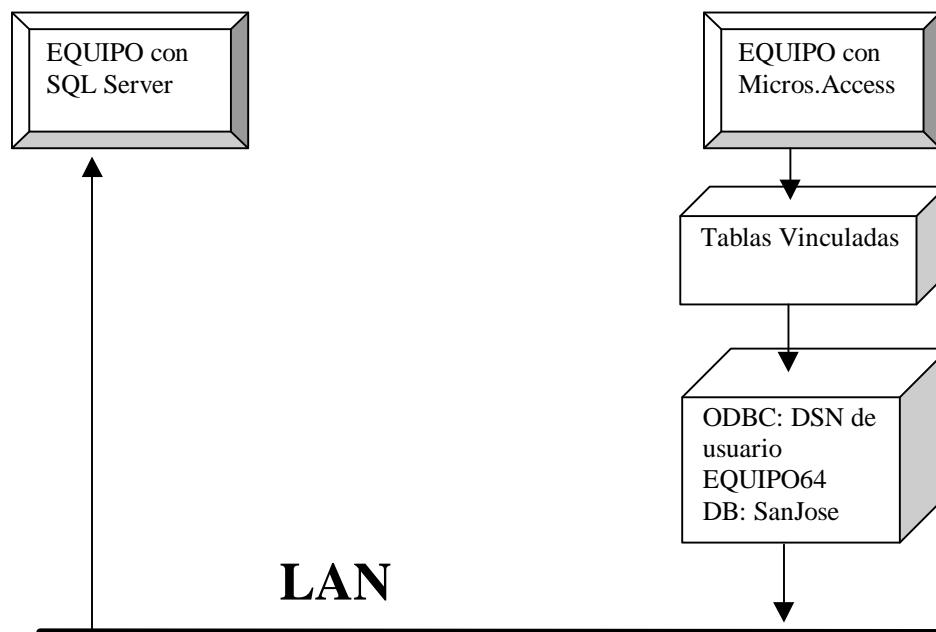 EQUIPO con
SQL Server
EQUIPO con
Micros.Access
Tablas Vinculadas
ODBC: DSN de
usuario
EQUIPO64
DB: SanJose
LAN